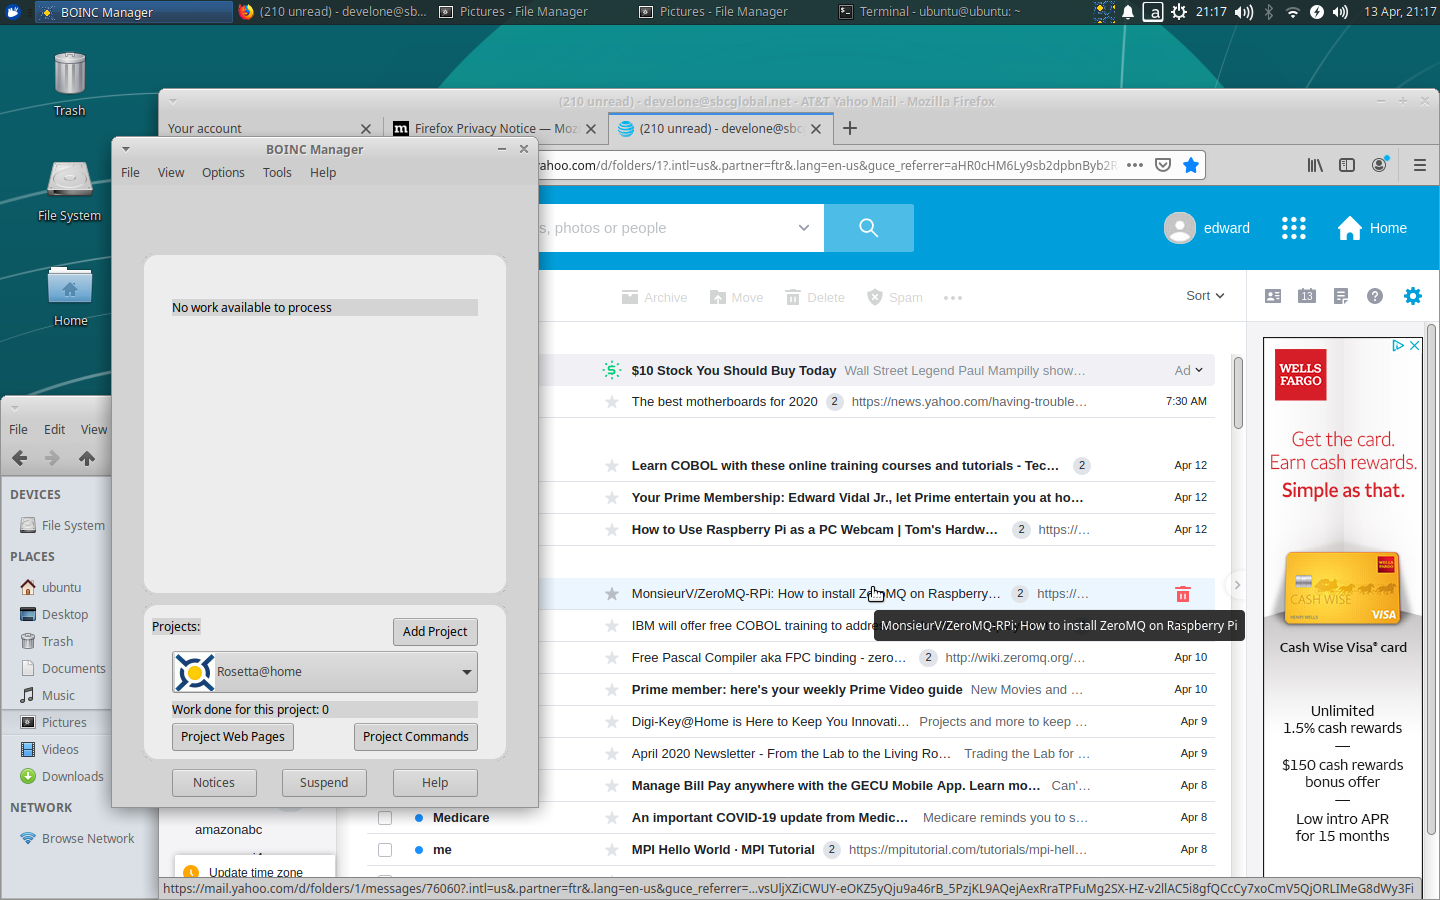 BOINC Manager
(210 unread) - develone@sb...
Pictures - File Manager
Pictures - File Manager
Terminal - ubuntu@ubuntu: ~
a
21:17
13 Apr, 21:17
Trash
File System
Home
(210 unread) - develone@sbcglobal.net - AT&T Yahoo Mail - Mozilla Firefox
Your account
m
Firefox Privacy Notice — Moz
(210 unread) - develone@sbc
yahoo.com/d/folders/1?.intl=us&.partner=ftr&.lang=en-us&guce_referrer=aHR0cHM6Ly9sb2dpbnByb2R
s, photos or people
edward
Home
Archive
Move
Delete
Spam
Sort
13
$10 Stock You Should Buy Today Wall Street Legend Paul Mampilly show...
Ad
The best motherboards for 2020 2 https://news.yahoo.com/having-trouble...
7:30 AM
Learn COBOL with these online training courses and tutorials - Tec... 2
Apr 12
Your Prime Membership: Edward Vidal Jr., let Prime entertain you at ho...
Apr 12
How to Use Raspberry Pi as a PC Webcam | Tom's Hardw... 2 https://...
Apr 12
MonsieurV/ZeroMQ-RPi: How to install ZeroMQ on Raspberry... 2 https://...
IBM will offer free COBOL training to addre
MonsieurV/ZeroMQ-RPi: How to install ZeroMQ on Raspberry Pi
Free Pascal Compiler aka FPC binding - zero... 2 http://wiki.zeromq.org/...
Apr 10
Prime member: here's your weekly Prime Video guide New Movies and ...
Apr 10
Digi-Key@Home is Here to Keep You Innovati... Projects and more to keep ...
Apr 9
April 2020 Newsletter - From the Lab to the Living Ro... Trading the Lab for ...
Apr 9
Manage Bill Pay anywhere with the GECU Mobile App. Learn mo... Can'...
Apr 8
Medicare
An important COVID-19 update from Medic... Medicare reminds you to s...
Apr 8
me
MPI Hello World · MPI Tutorial 2 https://mpitutorial.com/tutorials/mpi-hell...
Apr 8
amazonabc
Update time zone
https://mail.yahoo.com/d/folders/1/messages/76060?.intl=us&.partner=ftr&.lang=en-us&guce_referrer=...vsUljXZiCWUY-eOKZ5yQju9a46rB_5PzjKL9AQejAexRraTPFuMg2SX-HZ-v2llAC5i8gfQCcCy7xoCmV5QjORLIMeG8dWy3Fi
WELLS
FARGO
Get the card.
Earn cash rewards.
Simple as that.
CASH WISE
VISA
Cash Wise Visa® card
Unlimited
1.5% cash rewards
—
$150 cash rewards
bonus offer
—
Low intro APR
for 15 months
BOINC Manager
File
View
Options
Tools
Help
No work available to process
Projects:
Add Project
Rosetta@home
Work done for this project: 0
Project Web Pages
Project Commands
Notices
Suspend
Help
File
Edit
View
DEVICES
File System
PLACES
ubuntu
Desktop
Trash
Documents
Music
Pictures
Videos
Downloads
NETWORK
Browse Network